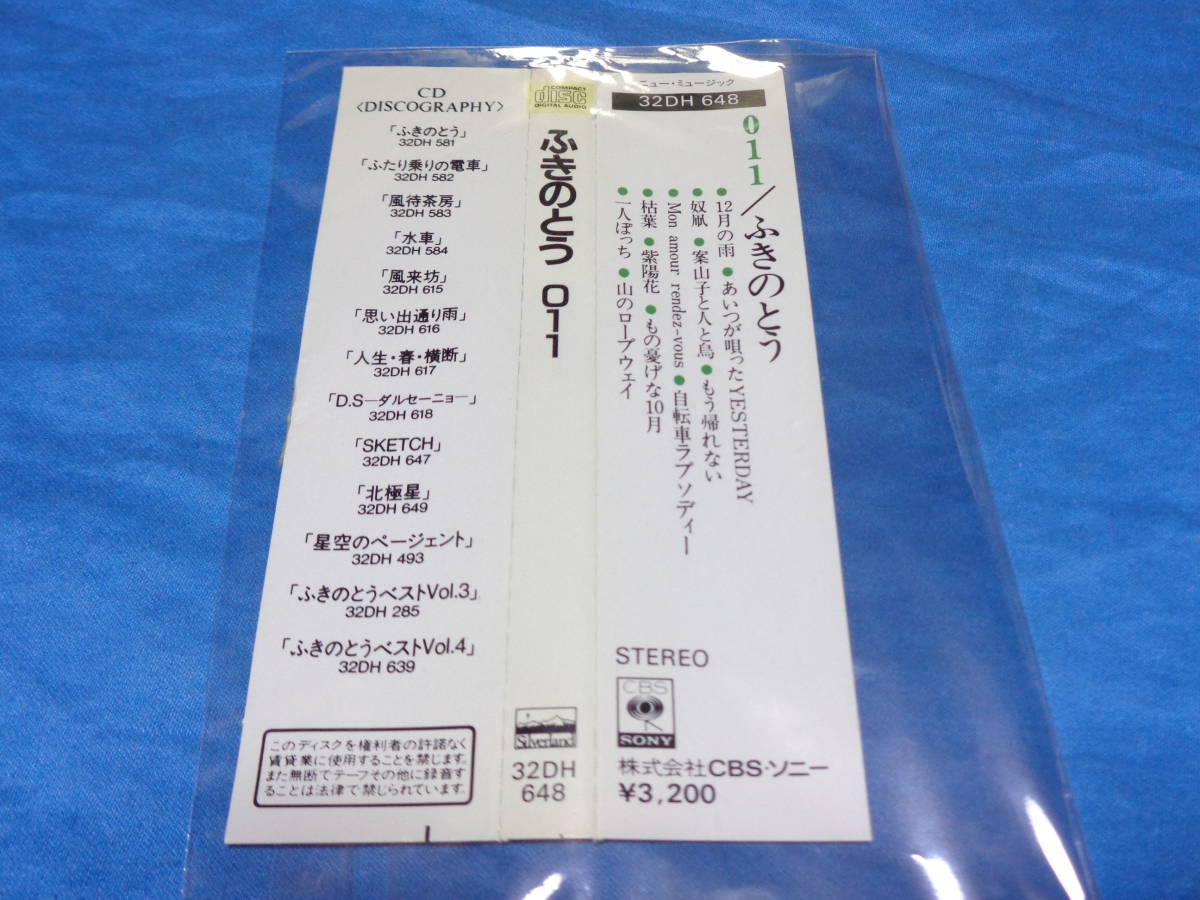 CD
〈DISCOGRAPHY〉
「ふきのとう」
32DH 581
「ふたり乗りの電車」
32DH 582
「風待茶房」
32DH 583
「水車」
32DH 584
「風来坊」
32DH 615
「思い出通り雨」
32DH 616
「人生・春・横断」
32DH 617
「D.S―ダルセーニョ―」
32DH 618
「SKETCH」
32DH 647
「北極星」
32DH 649
「星空のページェント」
32DH 493
「ふきのとうベストVol.3」
32DH 285
「ふきのとうベストVol.4」
32DH 639
このディスクを権利者の許諾なく
賃貸業に使用することを禁じます。
また無断でテープその他に録音す
ることは法律で禁じられています。
COMPACT
disc
DIGITAL AUDIO
ふきのとう 011
Silverland
32DH
648
ニュー・ミュージック
32DH 648
011/ふきのとう
●12月の雨●あいつが唄ったYESTERDAY
●奴凧●案山子と人と烏●もう帰れない
●Mon amour rendez-vous●自転車ラプソディー
●枯葉●紫陽花●もの憂げな10月
●一人ぼっち●山のロープウェイ
STEREO
CBS
SONY
株式会社CBS・ソニー
¥3,200